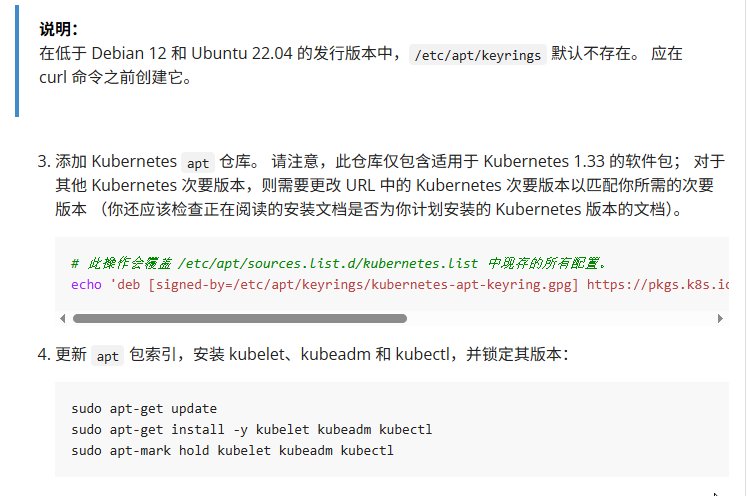 说明：
在低于 Debian 12 和 Ubuntu 22.04 的发行版本中， /etc/apt/keyrings 默认不存在。 应在
curl 命令之前创建它。
3. 添加 Kubernetes apt 仓库。 请注意，此仓库仅包含适用于 Kubernetes 1.33 的软件包； 对于
其他 Kubernetes 次要版本，则需要更改 URL 中的 Kubernetes 次要版本以匹配你所需的次要
版本 （你还应该检查正在阅读的安装文档是否为你计划安装的 Kubernetes 版本的文档）。
# 此操作会覆盖 /etc/apt/sources.list.d/kubernetes.list 中现存的所有配置。
echo 'deb [signed-by=/etc/apt/keyrings/kubernetes-apt-keyring.gpg] https://pkgs.k8s.io
4. 更新 apt 包索引，安装 kubelet、kubeadm 和 kubectl，并锁定其版本：
sudo apt-get update
sudo apt-get install -y kubelet kubeadm kubectl
sudo apt-mark hold kubelet kubeadm kubectl